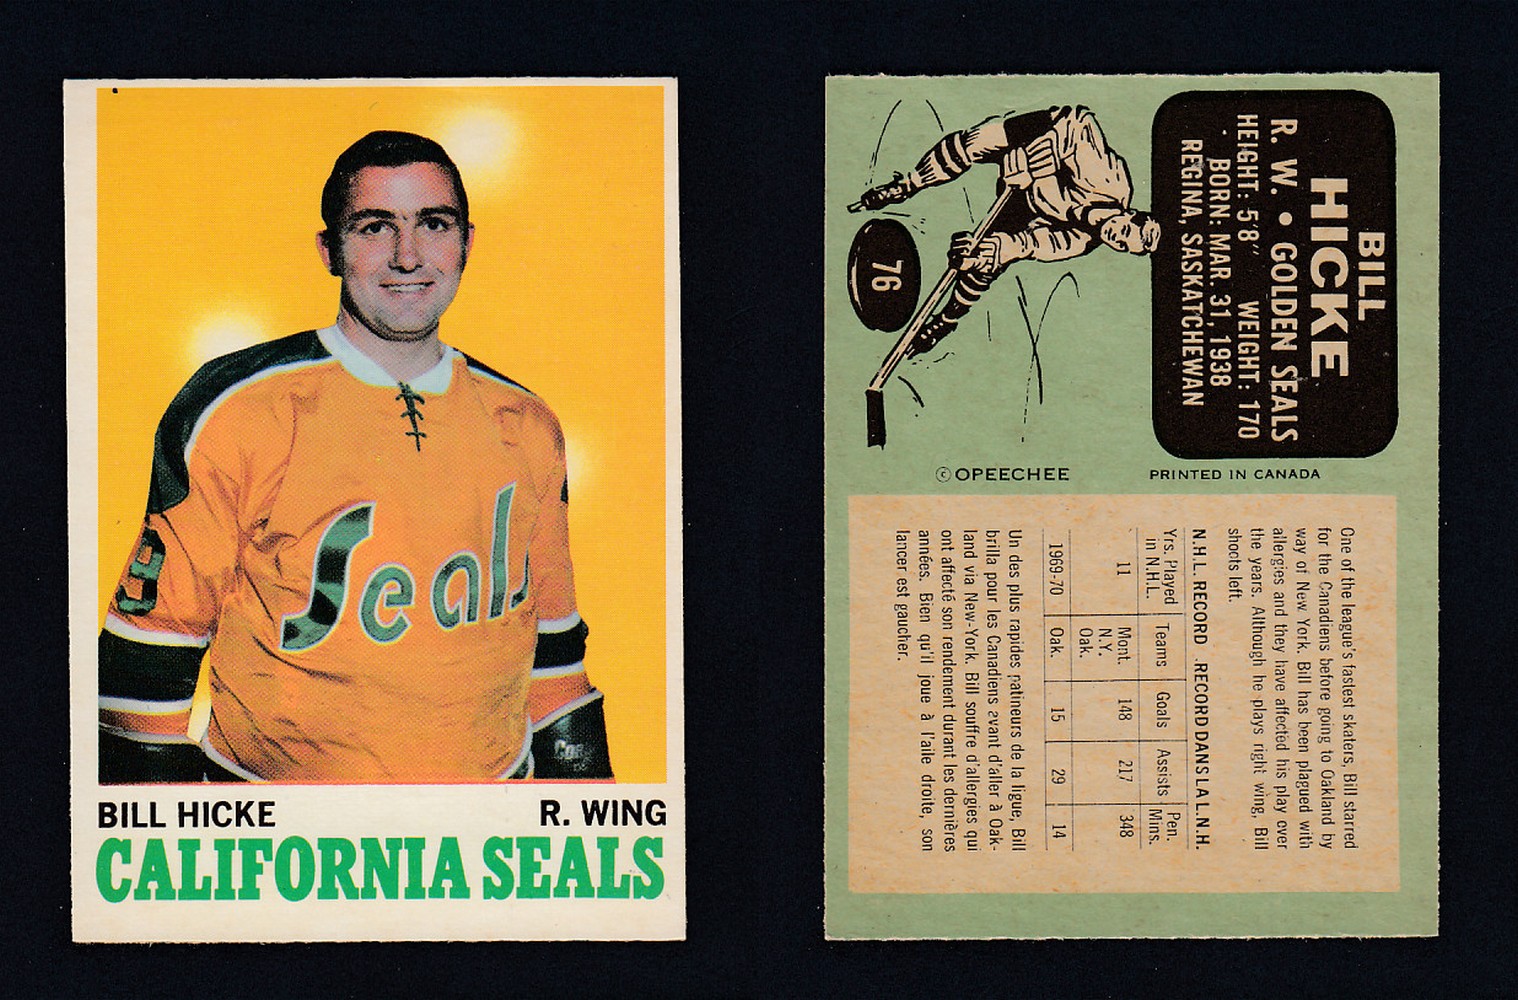 Seals
9
Coo
BILL HICKE
R. WING
CALIFORNIA SEALS
BILL
HICKE
R. W. • GOLDEN SEALS
HEIGHT: 5'8" WEIGHT: 170
BORN: MAR. 31, 1938
REGINA, SASKATCHEWAN
76
© OPEECHEE PRINTED IN CANADA
One of the league's fastest skaters, Bill starred
for the Canadiens before going to Oakland by
way of New York. Bill has been plagued with
allergies and they have affected his play over
the years. Although he plays right wing, Bill
shoots left.
N.H.L. RECORD RECORD DANS LA L.N.H.
Yrs. Played Teams Goals Assists Pen.
in N.H.L. Mins.
11 Mont. 148 217 348
N.Y.
Oak.
1969-70 Oak. 15 29 14
Un des plus rapides patineurs de la ligue, Bill
brilla pour les Canadiens avant d'aller à Oak-
land via New-York. Bill souffre d'allergies qui
ont affecté son rendement durant les dernières
années. Bien qu'il joue à l'aile droite, son
lancer est gaucher.